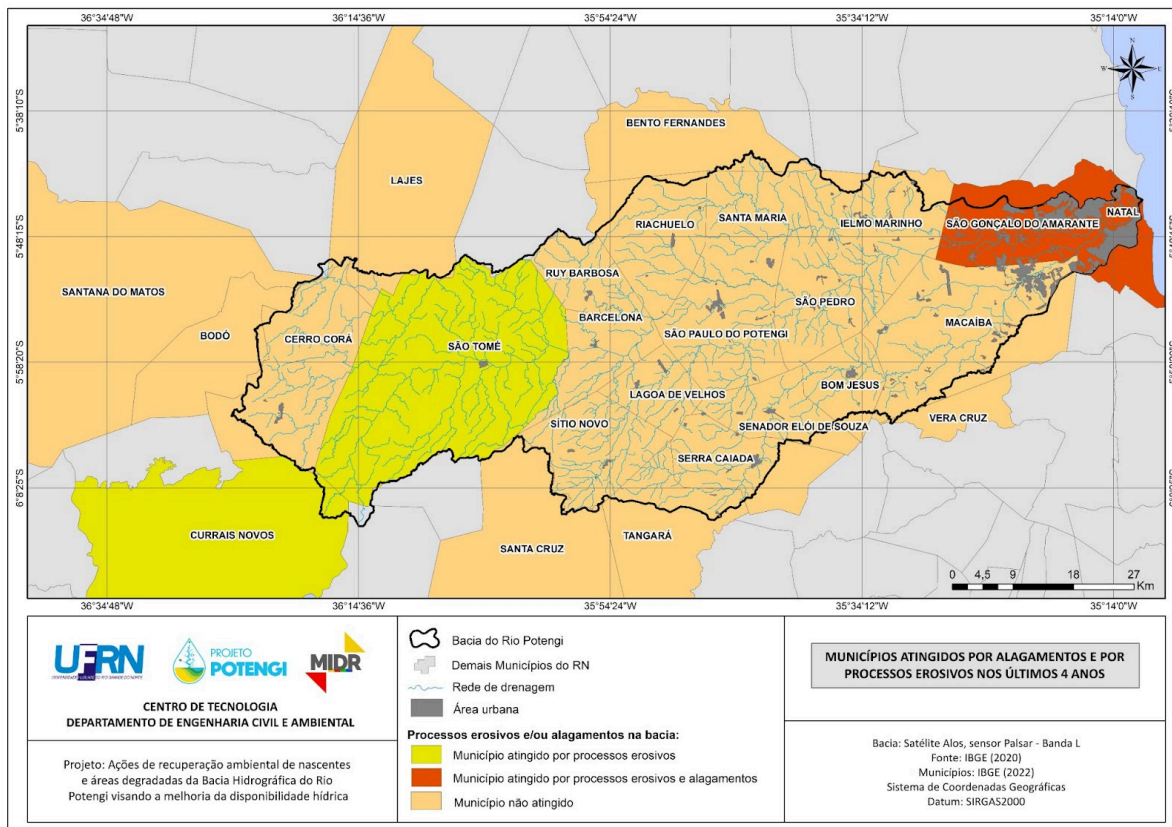 36°34'48"W 36°14'36"W 35°54'24"W 35°34'12"W 35°14'0"W
N
W E
S
5°38'10"S
5°48'15"S
5°58'20"S
6°8'25"S
BENTO FERNANDES
LAJES
SANTA MARIA
RIACHUELO
IELMO MARINHO
SÃO GONÇALO DO AMARANTE
NATAL
RUY BARBOSA
SANTANA DO MATOS
BARCELONA
SÃO PEDRO
BODÓ
CERRO CORÁ
SÃO TOMÉ
SÃO PAULO DO POTENGI
MACAÍBA
BOM JESUS
LAGOA DE VELHOS
VERA CRUZ
SÍTIO NOVO
SENADOR ELÓI DE SOUZA
SERRA CAIADA
CURRAIS NOVOS
SANTA CRUZ
TANGARÁ
0 4,5 9 18 27
Km
36°34'48"W 36°14'36"W 35°54'24"W 35°34'12"W 35°14'0"W
UFRN
PROJETO
POTENGI
MIDR
CENTRO DE TECNOLOGIA
DEPARTAMENTO DE ENGENHARIA CIVIL E AMBIENTAL
Projeto: Ações de recuperação ambiental de nascentes
e áreas degradadas da Bacia Hidrográfica do Rio
Potengi visando a melhoria da disponibilidade hídrica
Bacia do Rio Potengi
Demais Municípios do RN
Rede de drenagem
Área urbana
Processos erosivos e/ou alagamentos na bacia:
Município atingido por processos erosivos
Município atingido por processos erosivos e alagamentos
Município não atingido
MUNICÍPIOS ATINGIDOS POR ALAGAMENTOS E POR
PROCESSOS EROSIVOS NOS ÚLTIMOS 4 ANOS
Bacia: Satélite Alos, sensor Palsar - Banda L
Fonte: IBGE (2020)
Municípios: IBGE (2022)
Sistema de Coordenadas Geográficas
Datum: SIRGAS2000